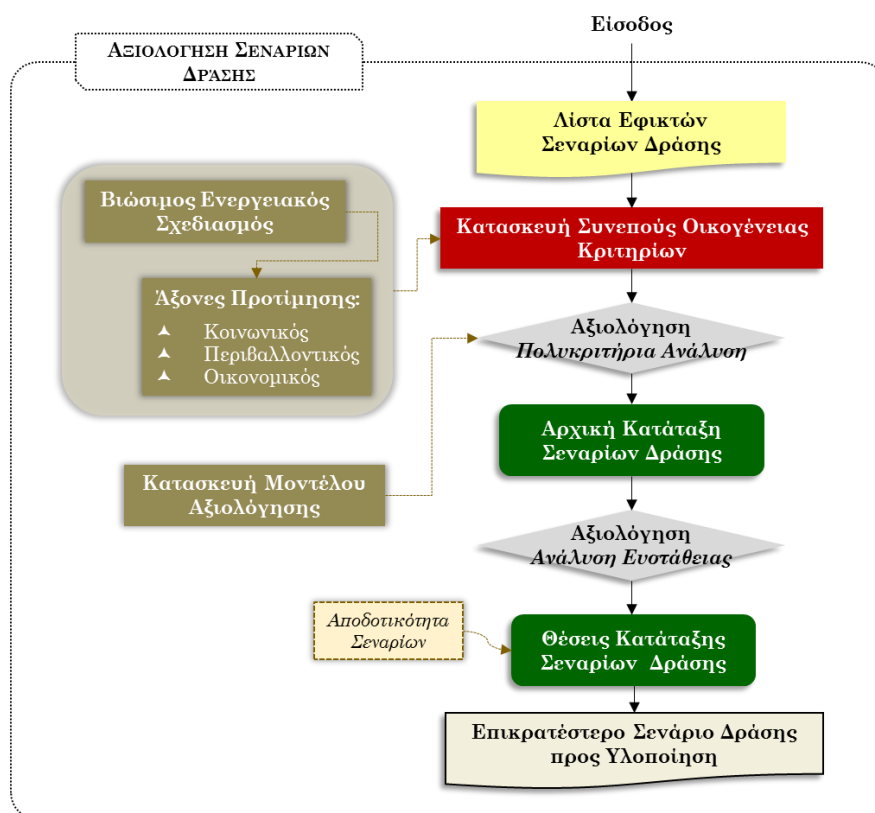 Είσοδος
ΑΞΙΟΛΟΓΗΣΗ ΣΕΝΑΡΙΩΝ
ΔΡΆΣΗΣ
Λίστα Εφικτών
Σεναρίων Δράσης
Βιώσιμος Ενεργειακός
Σχεδιασμός
Κατασκευή Συνεπούς Οικογένειας
Κριτηρίων
Άξονες Προτίμησης:
Κοινωνικός
Περιβαλλοντικός
Οικονομικός
Αξιολόγηση
Πολυκριτήρια Ανάλυση
Αρχική Κατάταξη
Σεναρίων Δράσης
Κατασκευή Μοντέλου
Αξιολόγησης
Αξιολόγηση
Ανάλυση Ευστάθειας
Αποδοτικότητα
Σεναρίων
Θέσεις Κατάταξης
Σεναρίων Δράσης
Επικρατέστερο Σενάριο Δράσης
προς Υλοποίηση